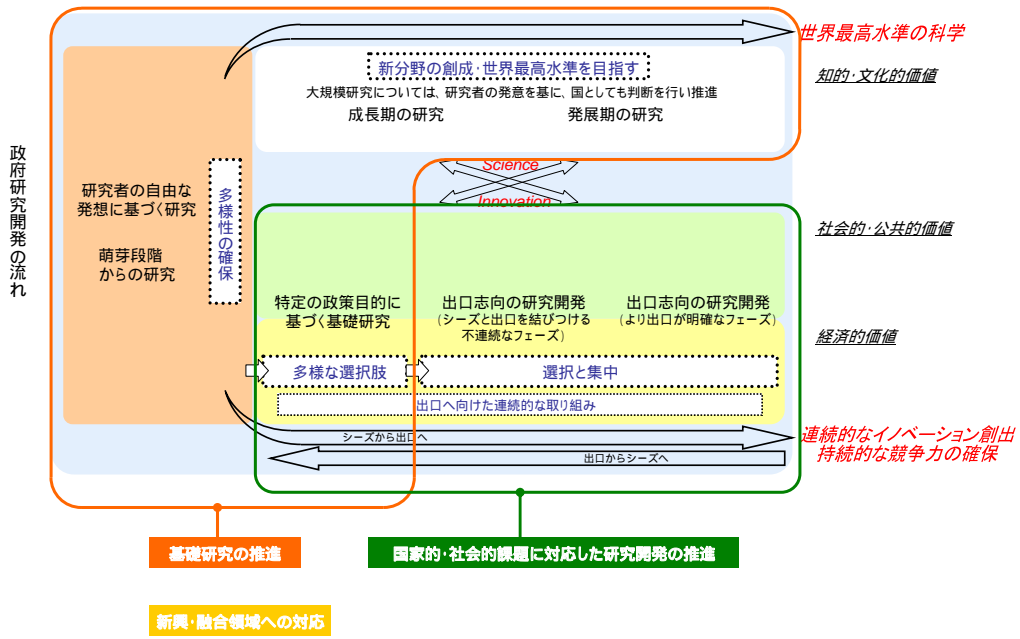 世界最高水準の科学
新分野の創成･世界最高水準を目指す
知的･文化的価値
大規模研究については、研究者の発意を基に、国としても判断を行い推進
成長期の研究
発展期の研究
政府研究開発の流れ
Science
研究者の自由な
発想に基づく研究
多様性の確保
Innovation
社会的･公共的価値
萌芽段階
からの研究
特定の政策目的に
基づく基礎研究
出口志向の研究開発
(シーズと出口を結びつける
不連続なフェーズ)
出口志向の研究開発
(より出口が明確なフェーズ)
経済的価値
多様な選択肢
選択と集中
出口へ向けた連続的な取り組み
シーズから出口へ
連続的なイノベーション創出
持続的な競争力の確保
出口からシーズへ
基礎研究の推進
国家的･社会的課題に対応した研究開発の推進
新興･融合領域への対応